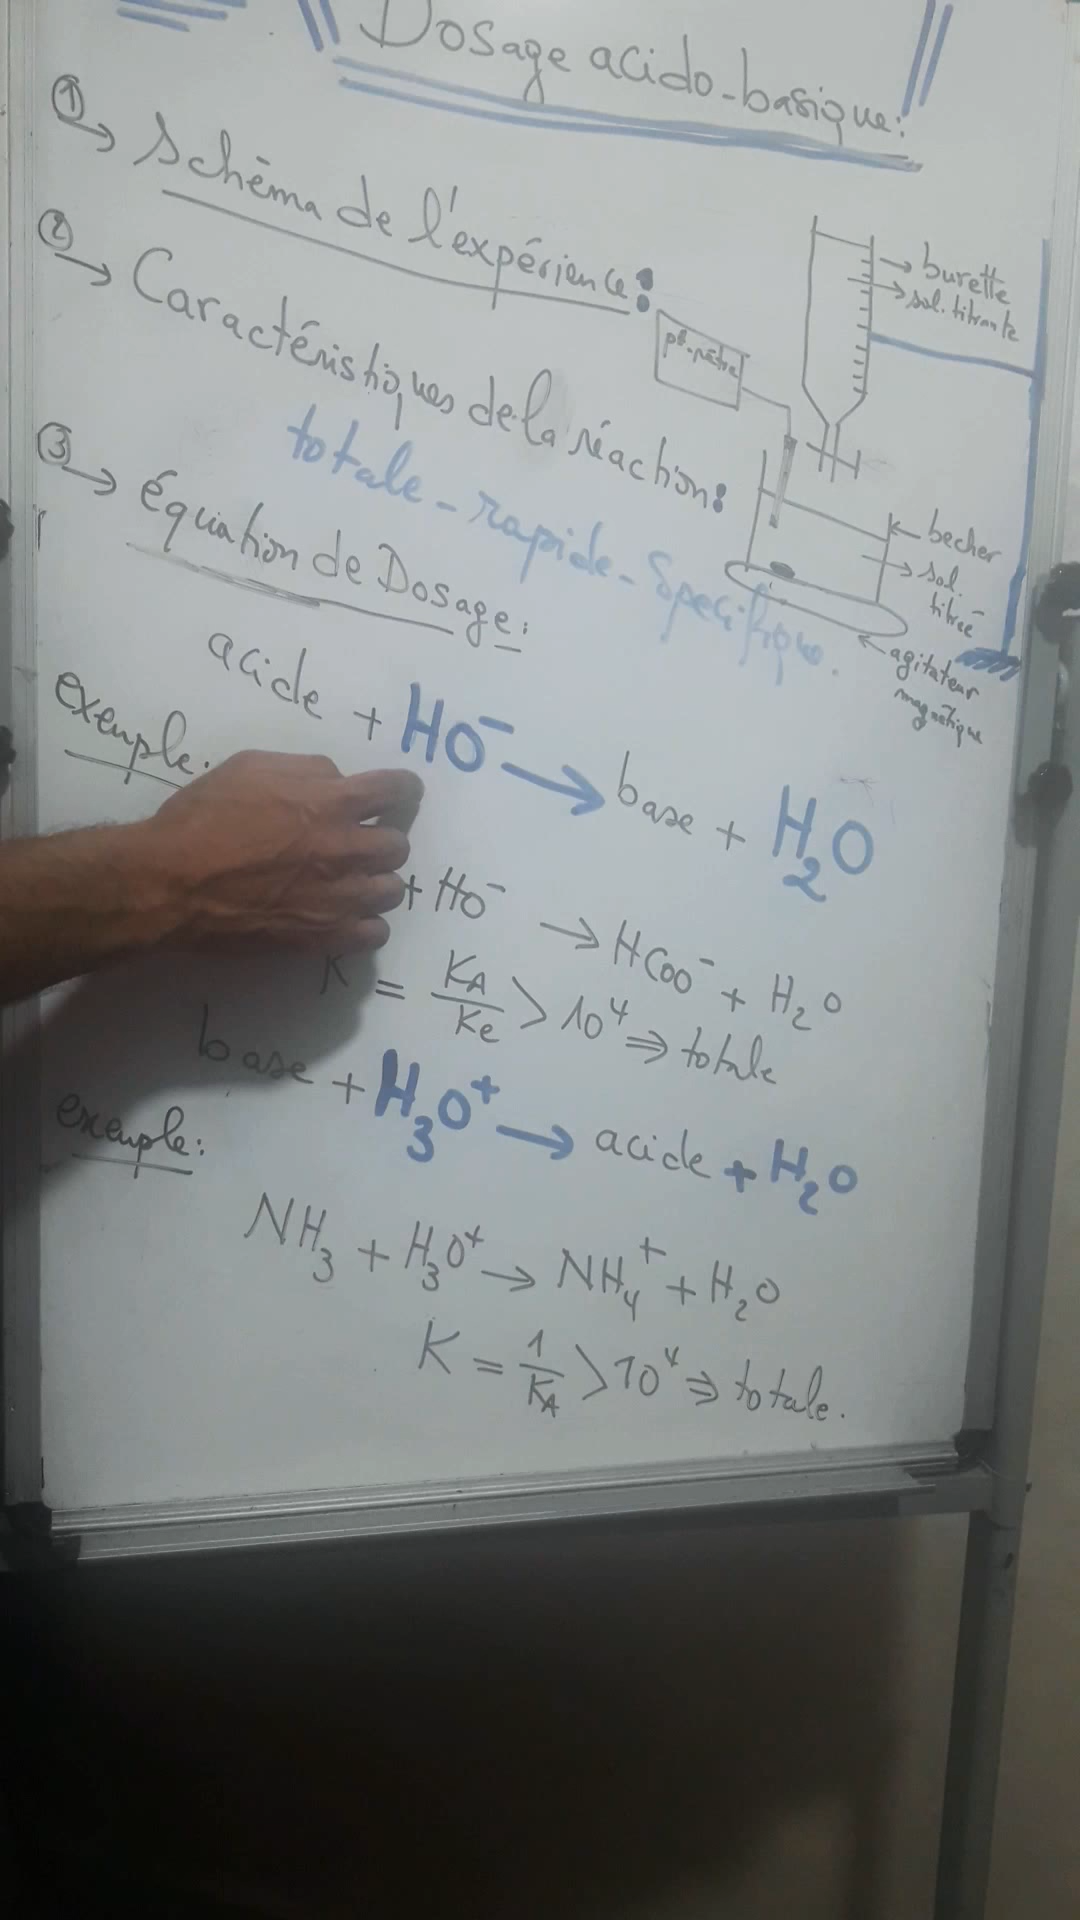 Dosage acido-basique:
① → Schéma de l'expérience:
② → Caractéristiques de la réaction:
totale - rapide - Spécifique.
pH-mètre
→ burette
→ sol. titrante
← becher
→ sol. titrée
← agitateur magnétique
③ → équation de Dosage:
acide + HO⁻ → base + H₂O
exemple:
+ HO⁻ → HCOO⁻ + H₂O
K = KA/Ke > 10⁴ ⇒ totale
base + H₃O⁺ → acide + H₂O
exemple:
NH₃ + H₃O⁺ → NH₄⁺ + H₂O
K = 1/KA > 10⁴ ⇒ totale.